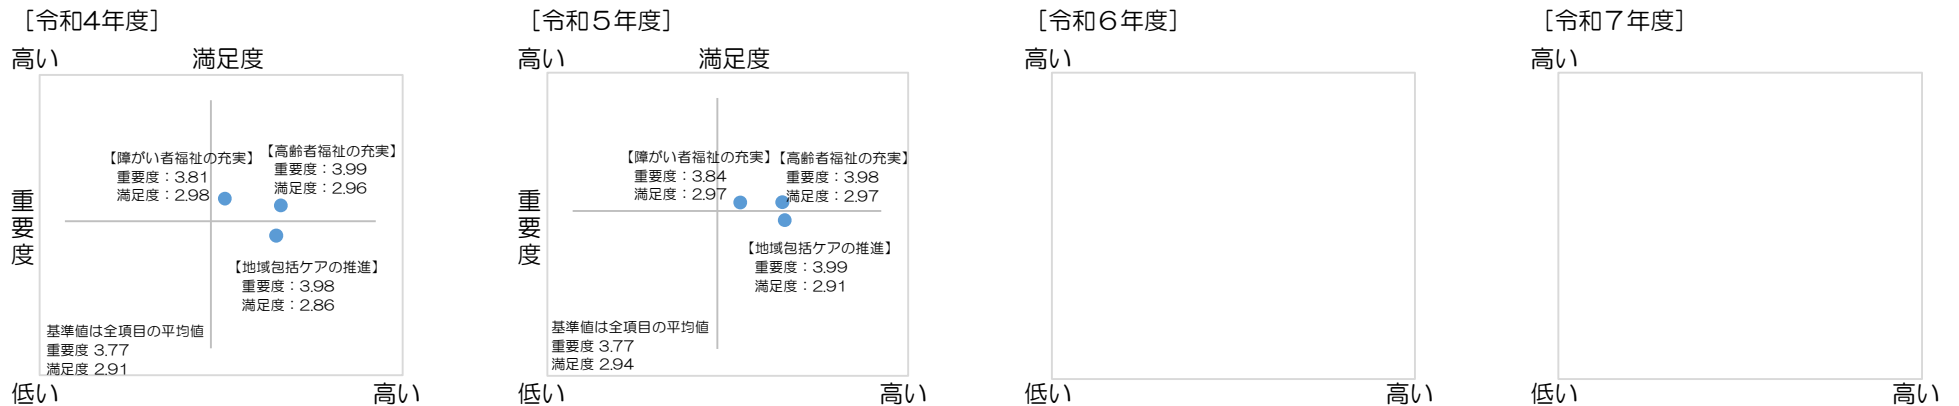 ［令和4年度］
高い
満足度
【障がい者福祉の充実】
重要度：3.81
満足度：2.98
【高齢者福祉の充実】
重要度：3.99
満足度：2.96
重要度
【地域包括ケアの推進】
重要度：3.98
満足度：2.86
基準値は全項目の平均値
重要度 3.77
満足度 2.91
低い
高い
［令和５年度］
高い
満足度
【障がい者福祉の充実】
重要度：3.84
満足度：2.97
【高齢者福祉の充実】
重要度：3.98
満足度：2.97
重要度
【地域包括ケアの推進】
重要度：3.99
満足度：2.91
基準値は全項目の平均値
重要度 3.77
満足度 2.94
低い
高い
［令和６年度］
高い
低い
高い
［令和７年度］
高い
低い
高い